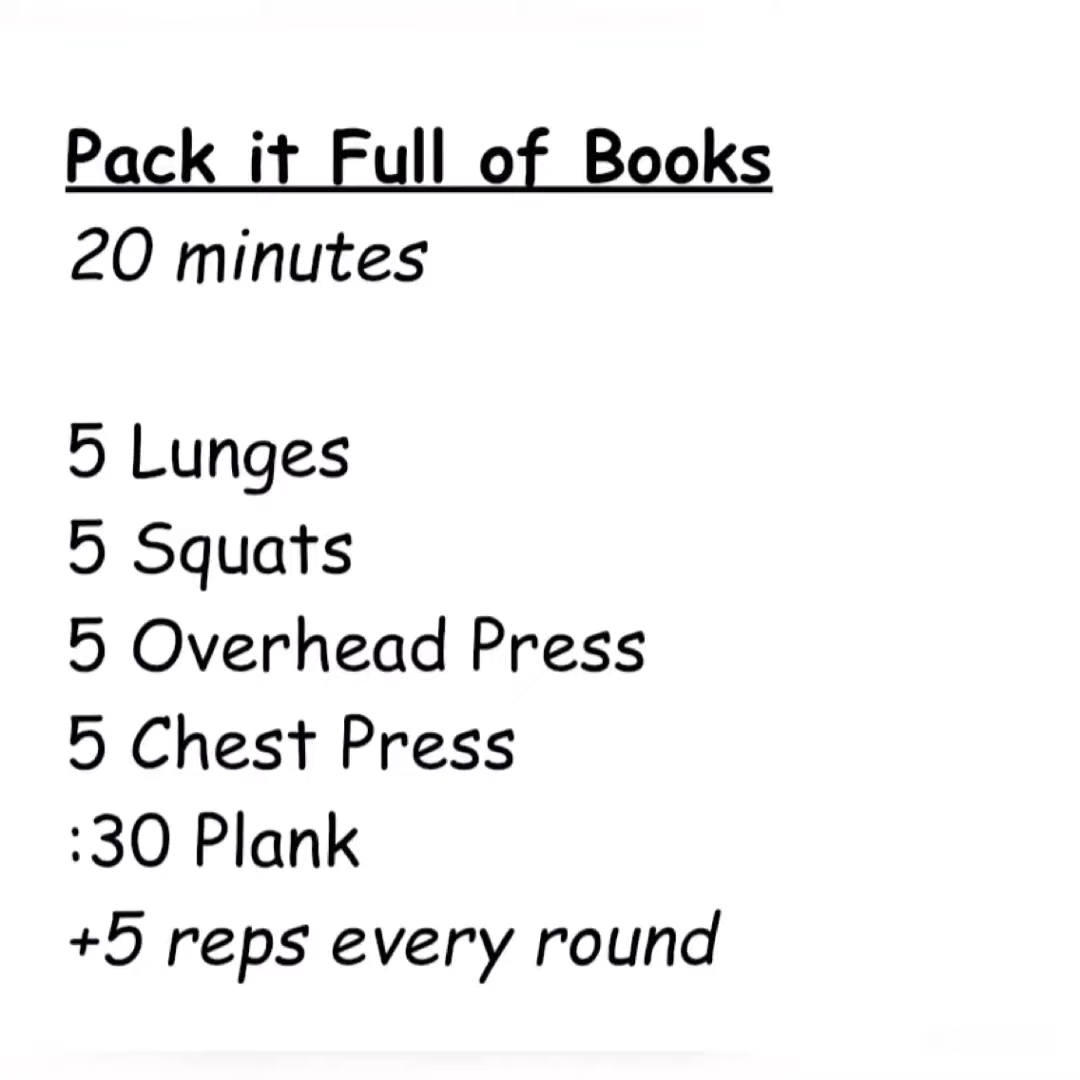 Pack it Full of Books
20 minutes
5 Lunges
5 Squats
5 Overhead Press
5 Chest Press
:30 Plank
+5 reps every round